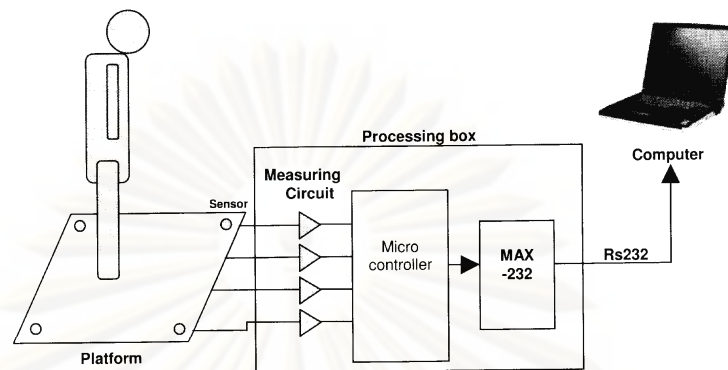 Processing box
Computer
Measuring
Circuit
Sensor
Micro
controller
MAX
-232
Rs232
Platform